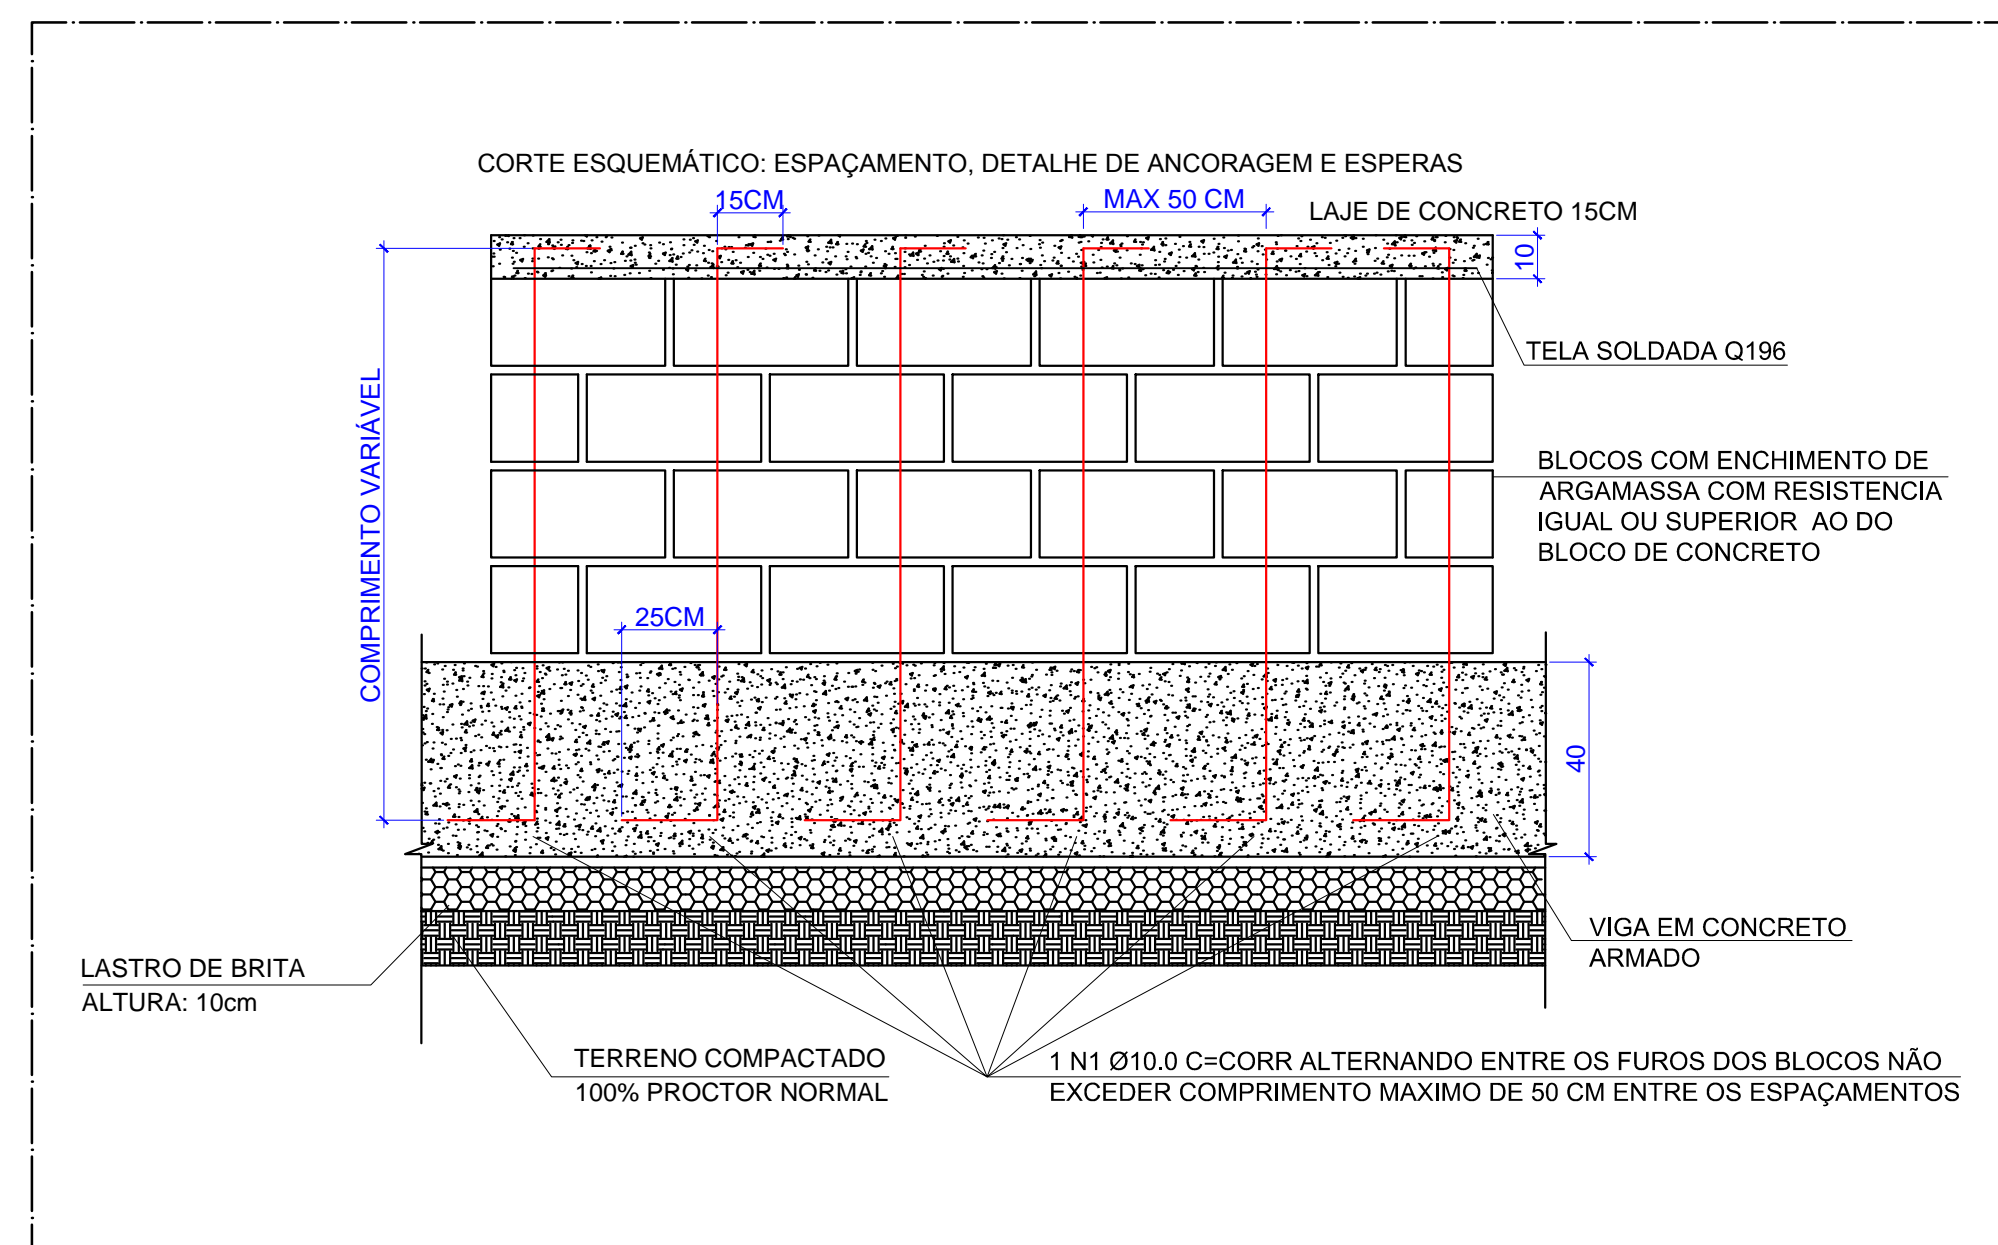 CORTE ESQUEMÁTICO: ESPAÇAMENTO, DETALHE DE ANCORAGEM E ESPERAS
15CM
MAX 50 CM
LAJE DE CONCRETO 15CM
10
TELA SOLDADA Q196
COMPRIMENTO VARIÁVEL
BLOCOS COM ENCHIMENTO DE
ARGAMASSA COM RESISTENCIA
IGUAL OU SUPERIOR AO DO
BLOCO DE CONCRETO
25CM
40
VIGA EM CONCRETO
ARMADO
LASTRO DE BRITA
ALTURA: 10cm
TERRENO COMPACTADO
100% PROCTOR NORMAL
1 N1 Ø10.0 C=CORR ALTERNANDO ENTRE OS FUROS DOS BLOCOS NÃO
EXCEDER COMPRIMENTO MAXIMO DE 50 CM ENTRE OS ESPAÇAMENTOS